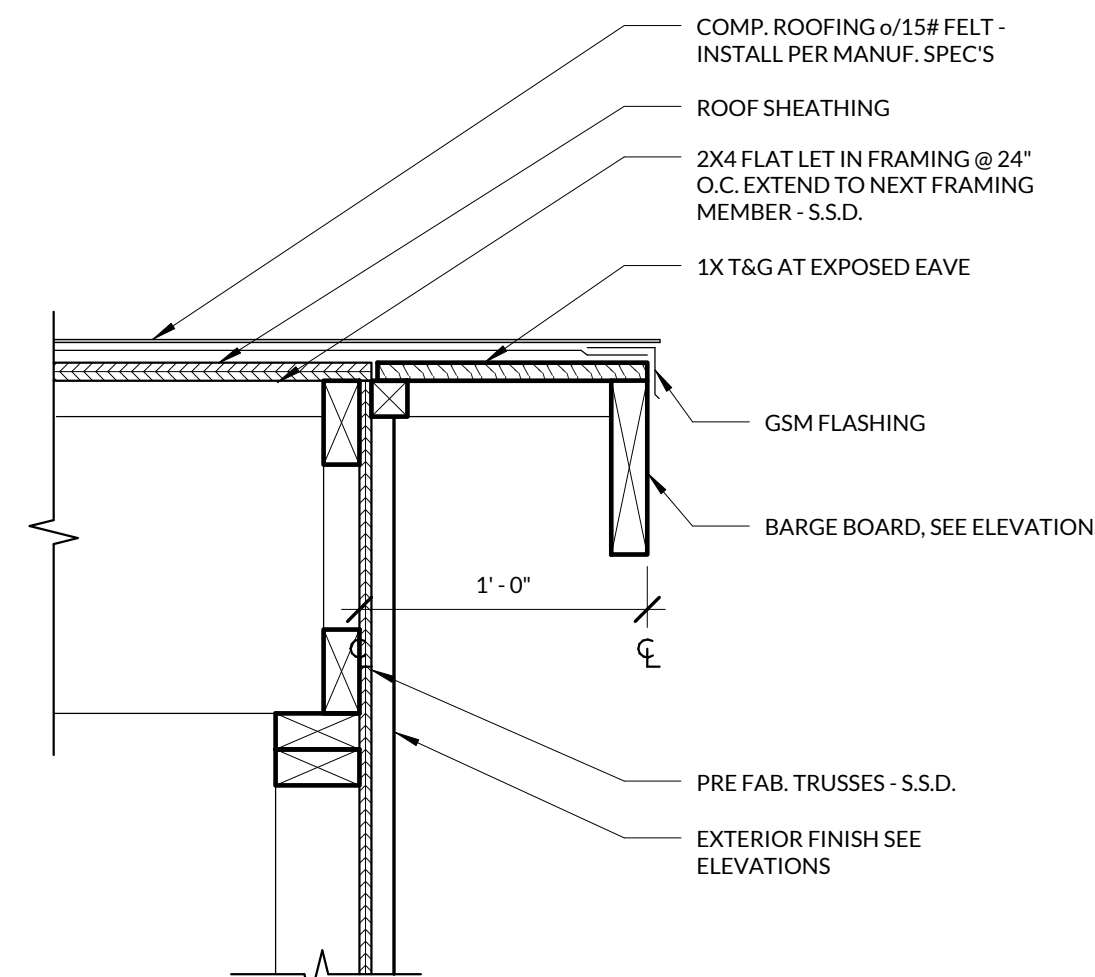 COMP. ROOFING o/15# FELT -
INSTALL PER MANUF. SPEC'S
ROOF SHEATHING
2X4 FLAT LET IN FRAMING @ 24"
O.C. EXTEND TO NEXT FRAMING
MEMBER - S.S.D.
1X T&G AT EXPOSED EAVE
GSM FLASHING
BARGE BOARD, SEE ELEVATION
1' - 0"
℄
℄
PRE FAB. TRUSSES - S.S.D.
EXTERIOR FINISH SEE
ELEVATIONS